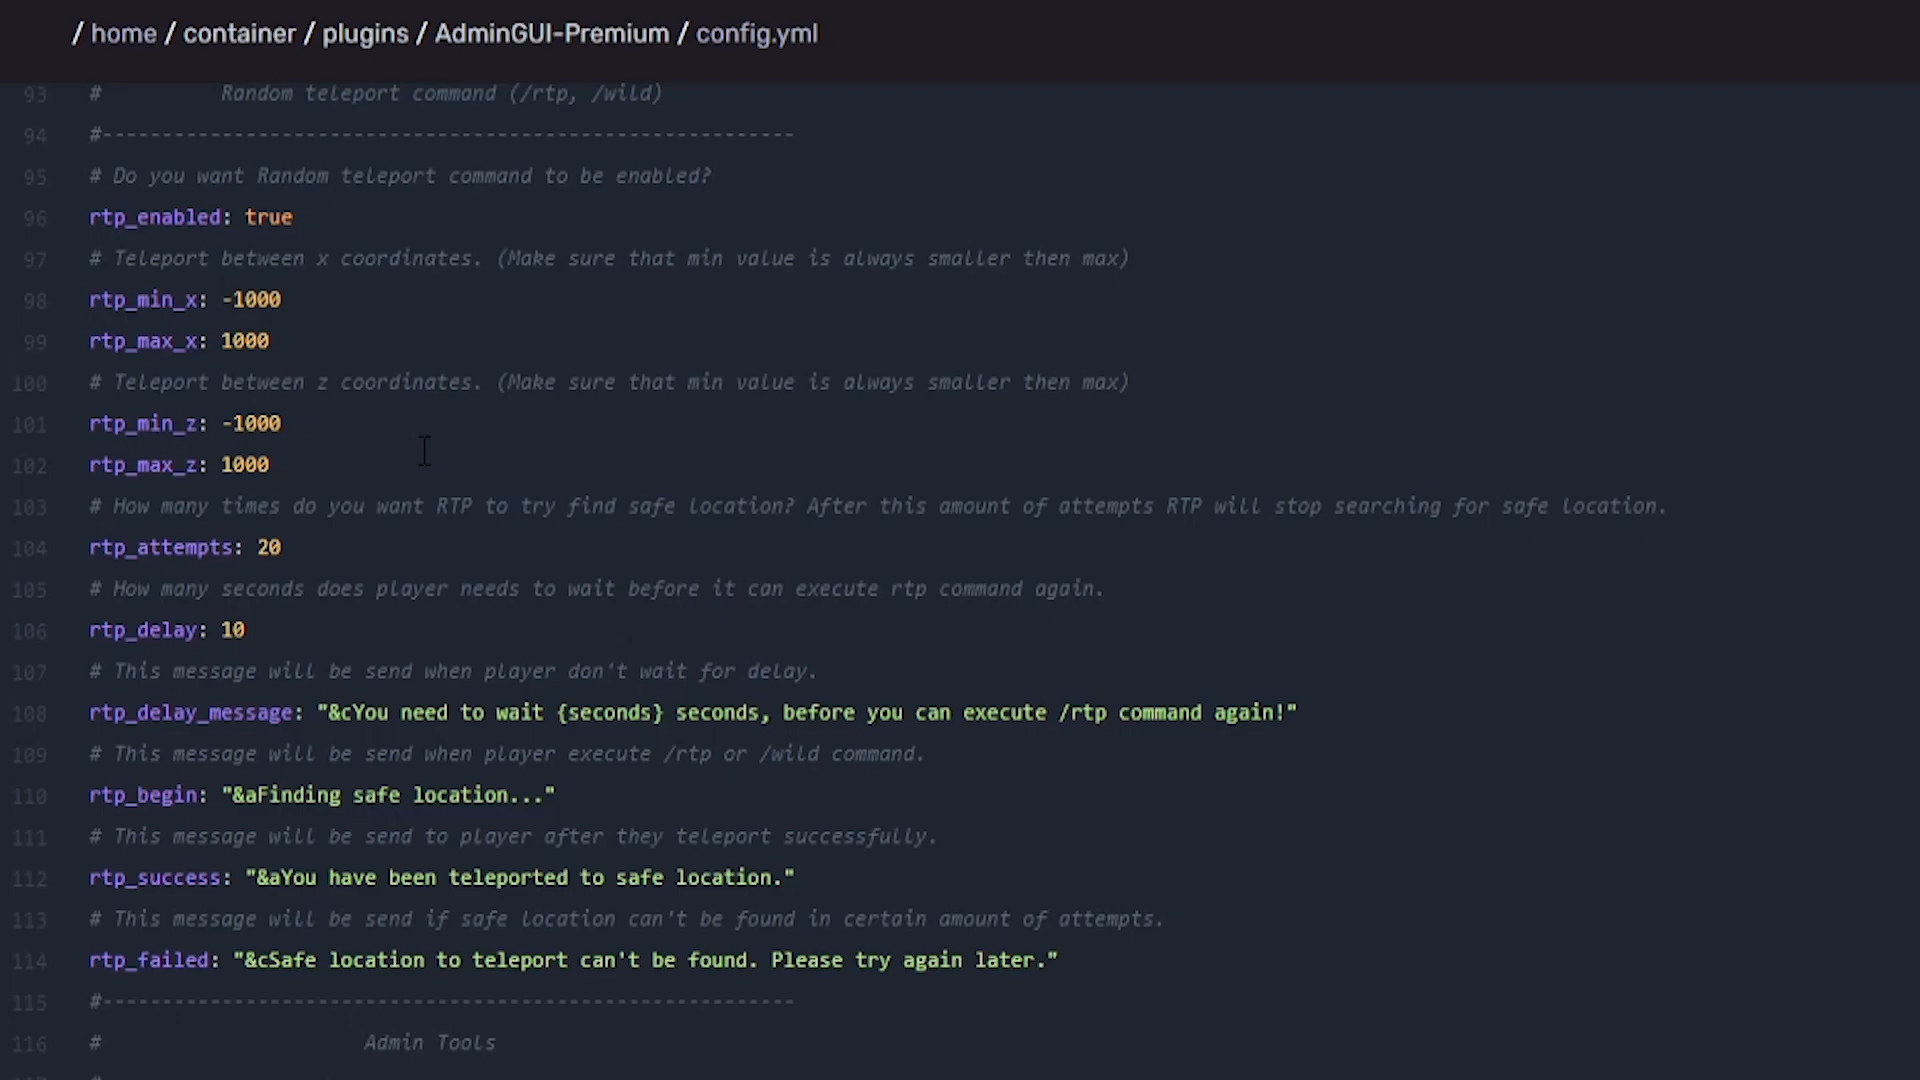 / home / container / plugins / AdminGUI-Premium / config.yml
93 # Random teleport command (/rtp, /wild)
94 #----------------------------------------------------------
95 # Do you want Random teleport command to be enabled?
96 rtp_enabled: true
97 # Teleport between x coordinates. (Make sure that min value is always smaller then max)
98 rtp_min_x: -1000
99 rtp_max_x: 1000
100 # Teleport between z coordinates. (Make sure that min value is always smaller then max)
101 rtp_min_z: -1000
102 rtp_max_z: 1000
103 # How many times do you want RTP to try find safe location? After this amount of attempts RTP will stop searching for safe location.
104 rtp_attempts: 20
105 # How many seconds does player needs to wait before it can execute rtp command again.
106 rtp_delay: 10
107 # This message will be send when player don't wait for delay.
108 rtp_delay_message: "&cYou need to wait {seconds} seconds, before you can execute /rtp command again!"
109 # This message will be send when player execute /rtp or /wild command.
110 rtp_begin: "&aFinding safe location..."
111 # This message will be send to player after they teleport successfully.
112 rtp_success: "&aYou have been teleported to safe location."
113 # This message will be send if safe location can't be found in certain amount of attempts.
114 rtp_failed: "&cSafe location to teleport can't be found. Please try again later."
115 #----------------------------------------------------------
116 # Admin Tools